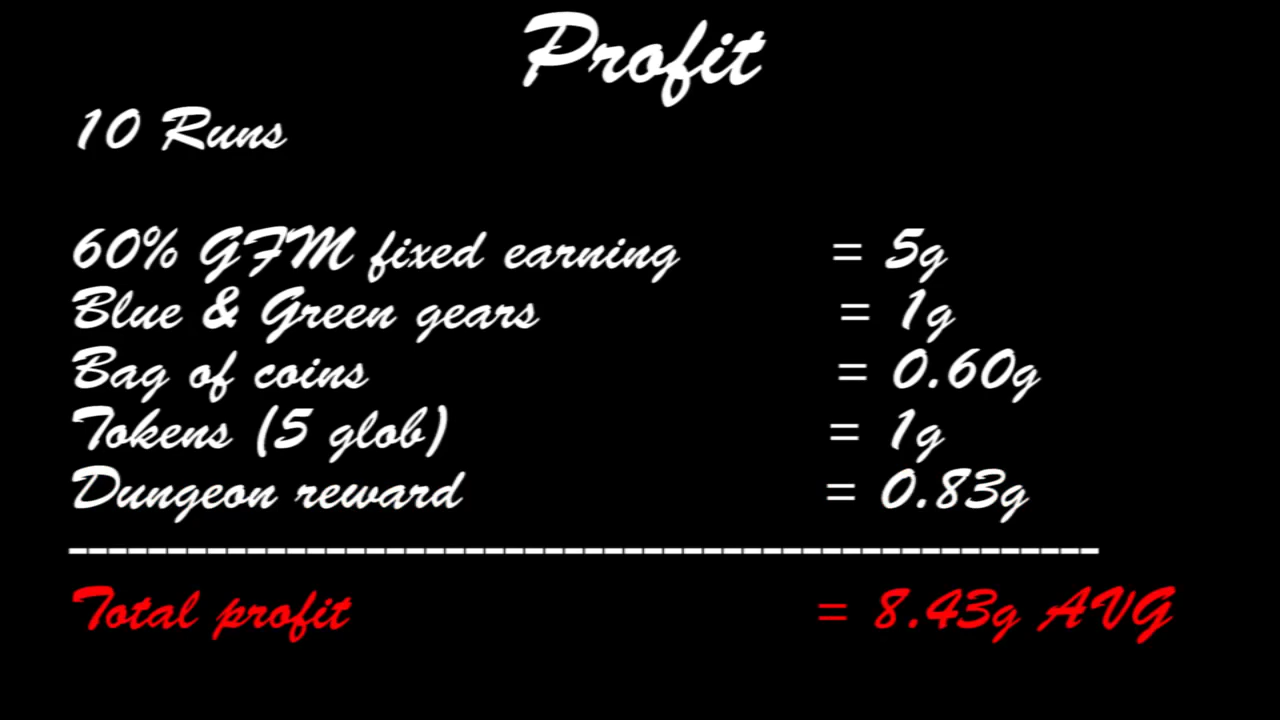 Profit
10 Runs
60% GFM fixed earning = 5g
Blue & Green gears = 1g
Bag of coins = 0.60g
Tokens (5 glob) = 1g
Dungeon reward = 0.83g
----------------------------------------------------
Total profit = 8.43g AVG